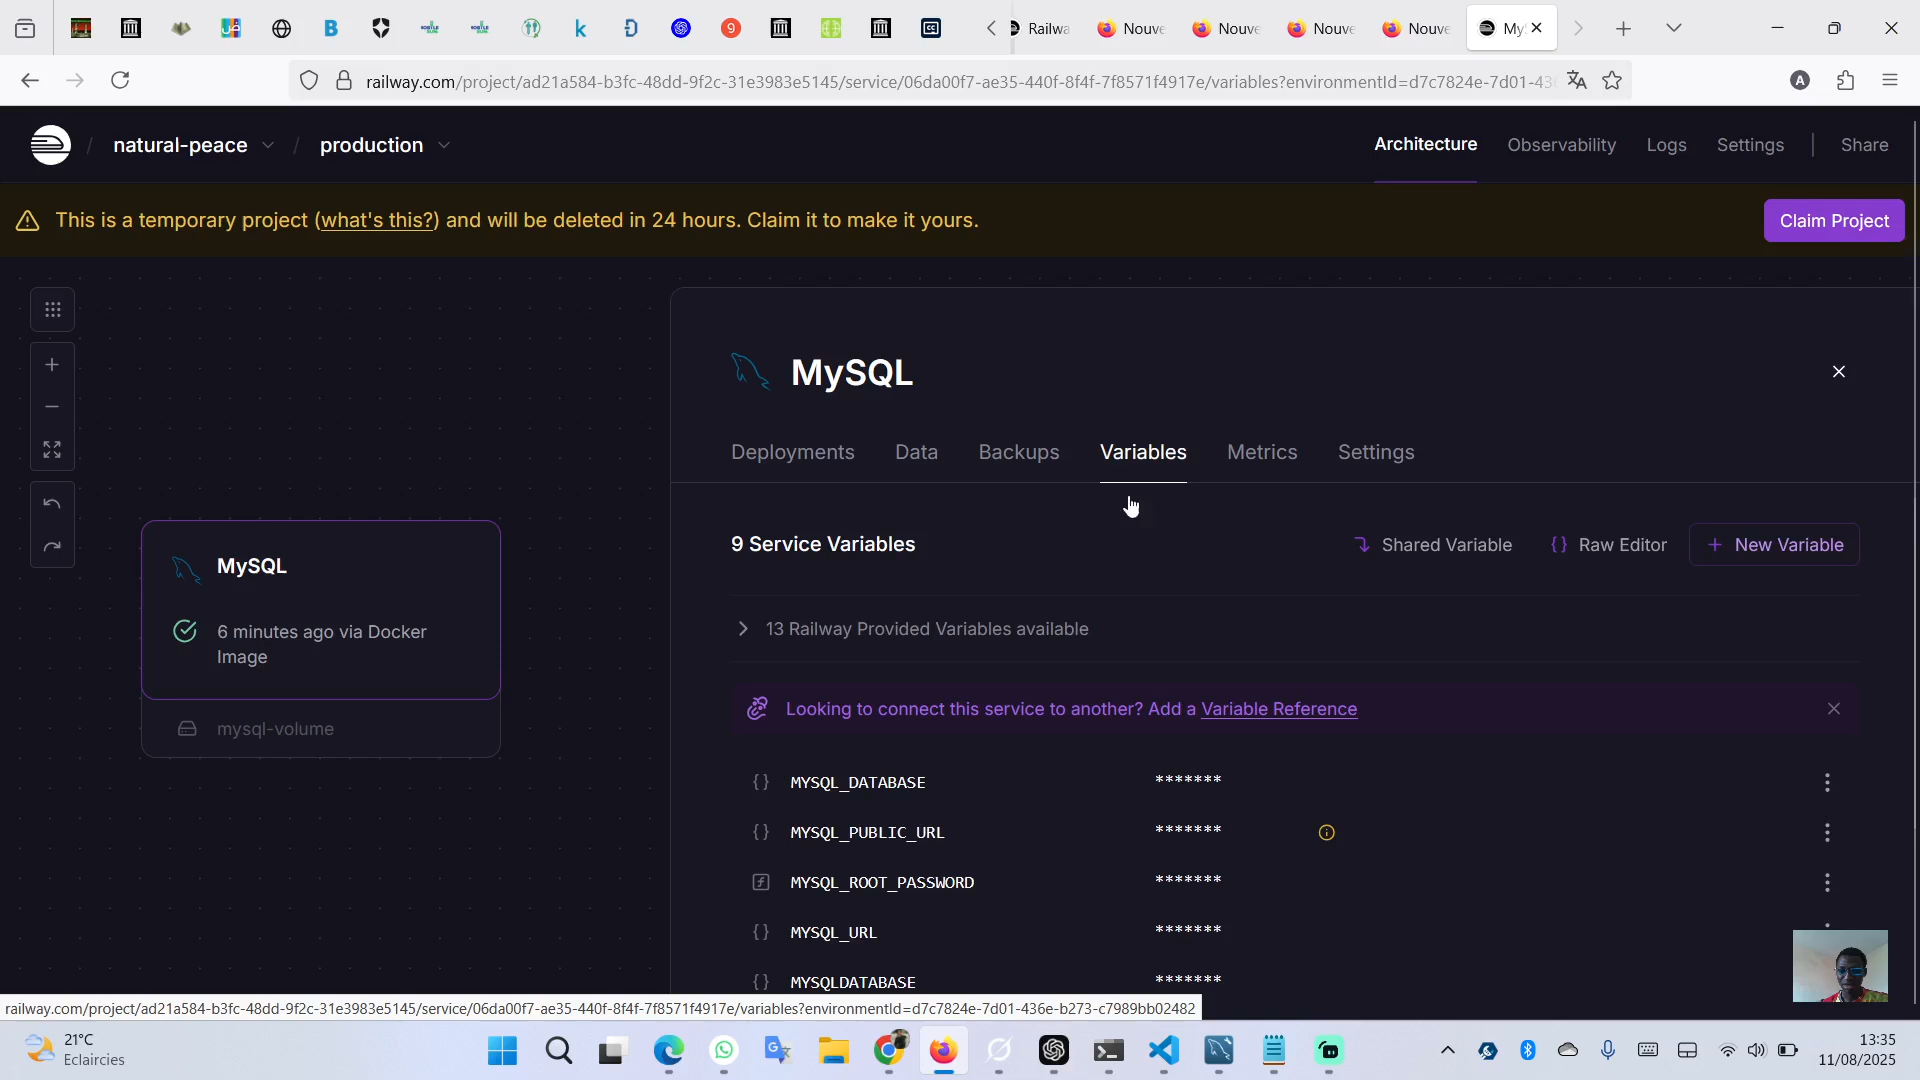 Railwa
Nouve
Nouve
Nouve
Nouve
My
railway.com/project/ad21a584-b3fc-48dd-9f2c-31e3983e5145/service/06da00f7-ae35-440f-8f4f-7f8571f4917e/variables?environmentId=d7c7824e-7d01-43
A
natural-peace
production
Architecture
Observability
Logs
Settings
Share
This is a temporary project (what's this?) and will be deleted in 24 hours. Claim it to make it yours.
Claim Project
MySQL
Deployments
Data
Backups
Variables
Metrics
Settings
9 Service Variables
Shared Variable
{} Raw Editor
+ New Variable
13 Railway Provided Variables available
Looking to connect this service to another? Add a Variable Reference
{} MYSQL_DATABASE *******
{} MYSQL_PUBLIC_URL *******
MYSQL_ROOT_PASSWORD *******
{} MYSQL_URL *******
{} MYSQLDATABASE *******
MySQL
6 minutes ago via Docker
Image
mysql-volume
railway.com/project/ad21a584-b3fc-48dd-9f2c-31e3983e5145/service/06da00f7-ae35-440f-8f4f-7f8571f4917e/variables?environmentId=d7c7824e-7d01-436e-b273-c7989bb02482
21°C
Eclaircies
13:35
11/08/2025